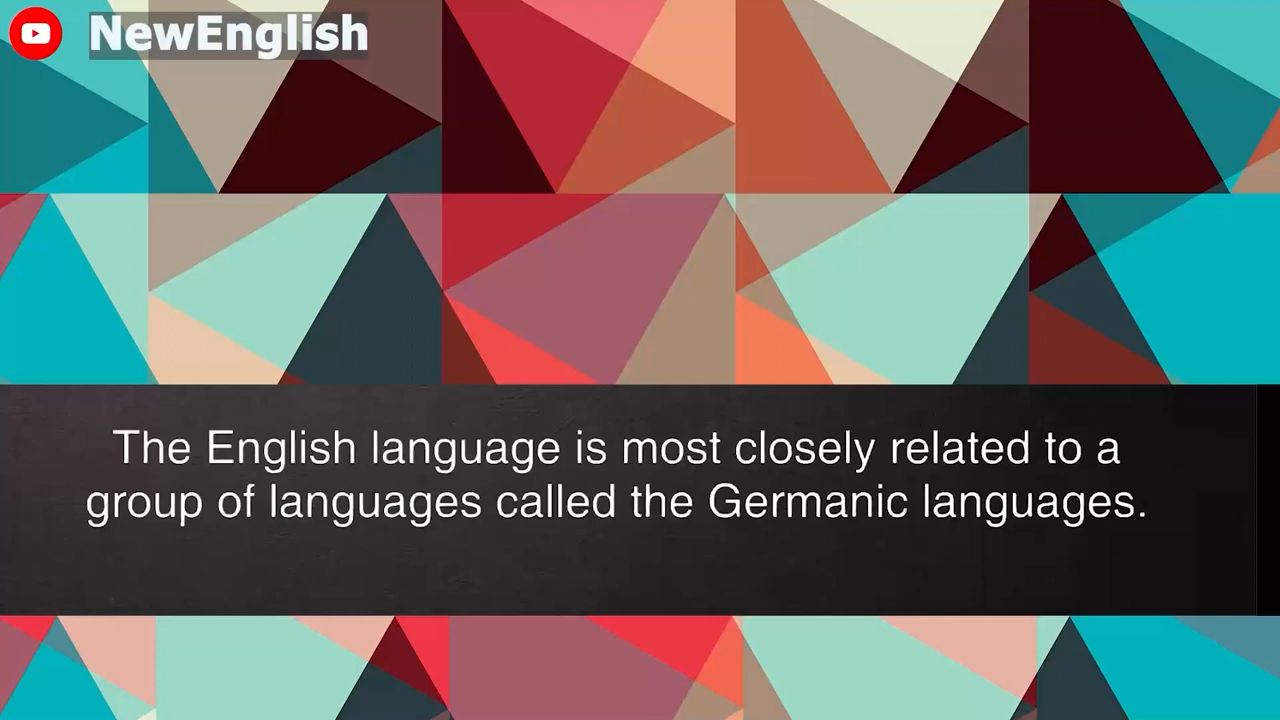 NewEnglish
The English language is most closely related to a
group of languages called the Germanic languages.